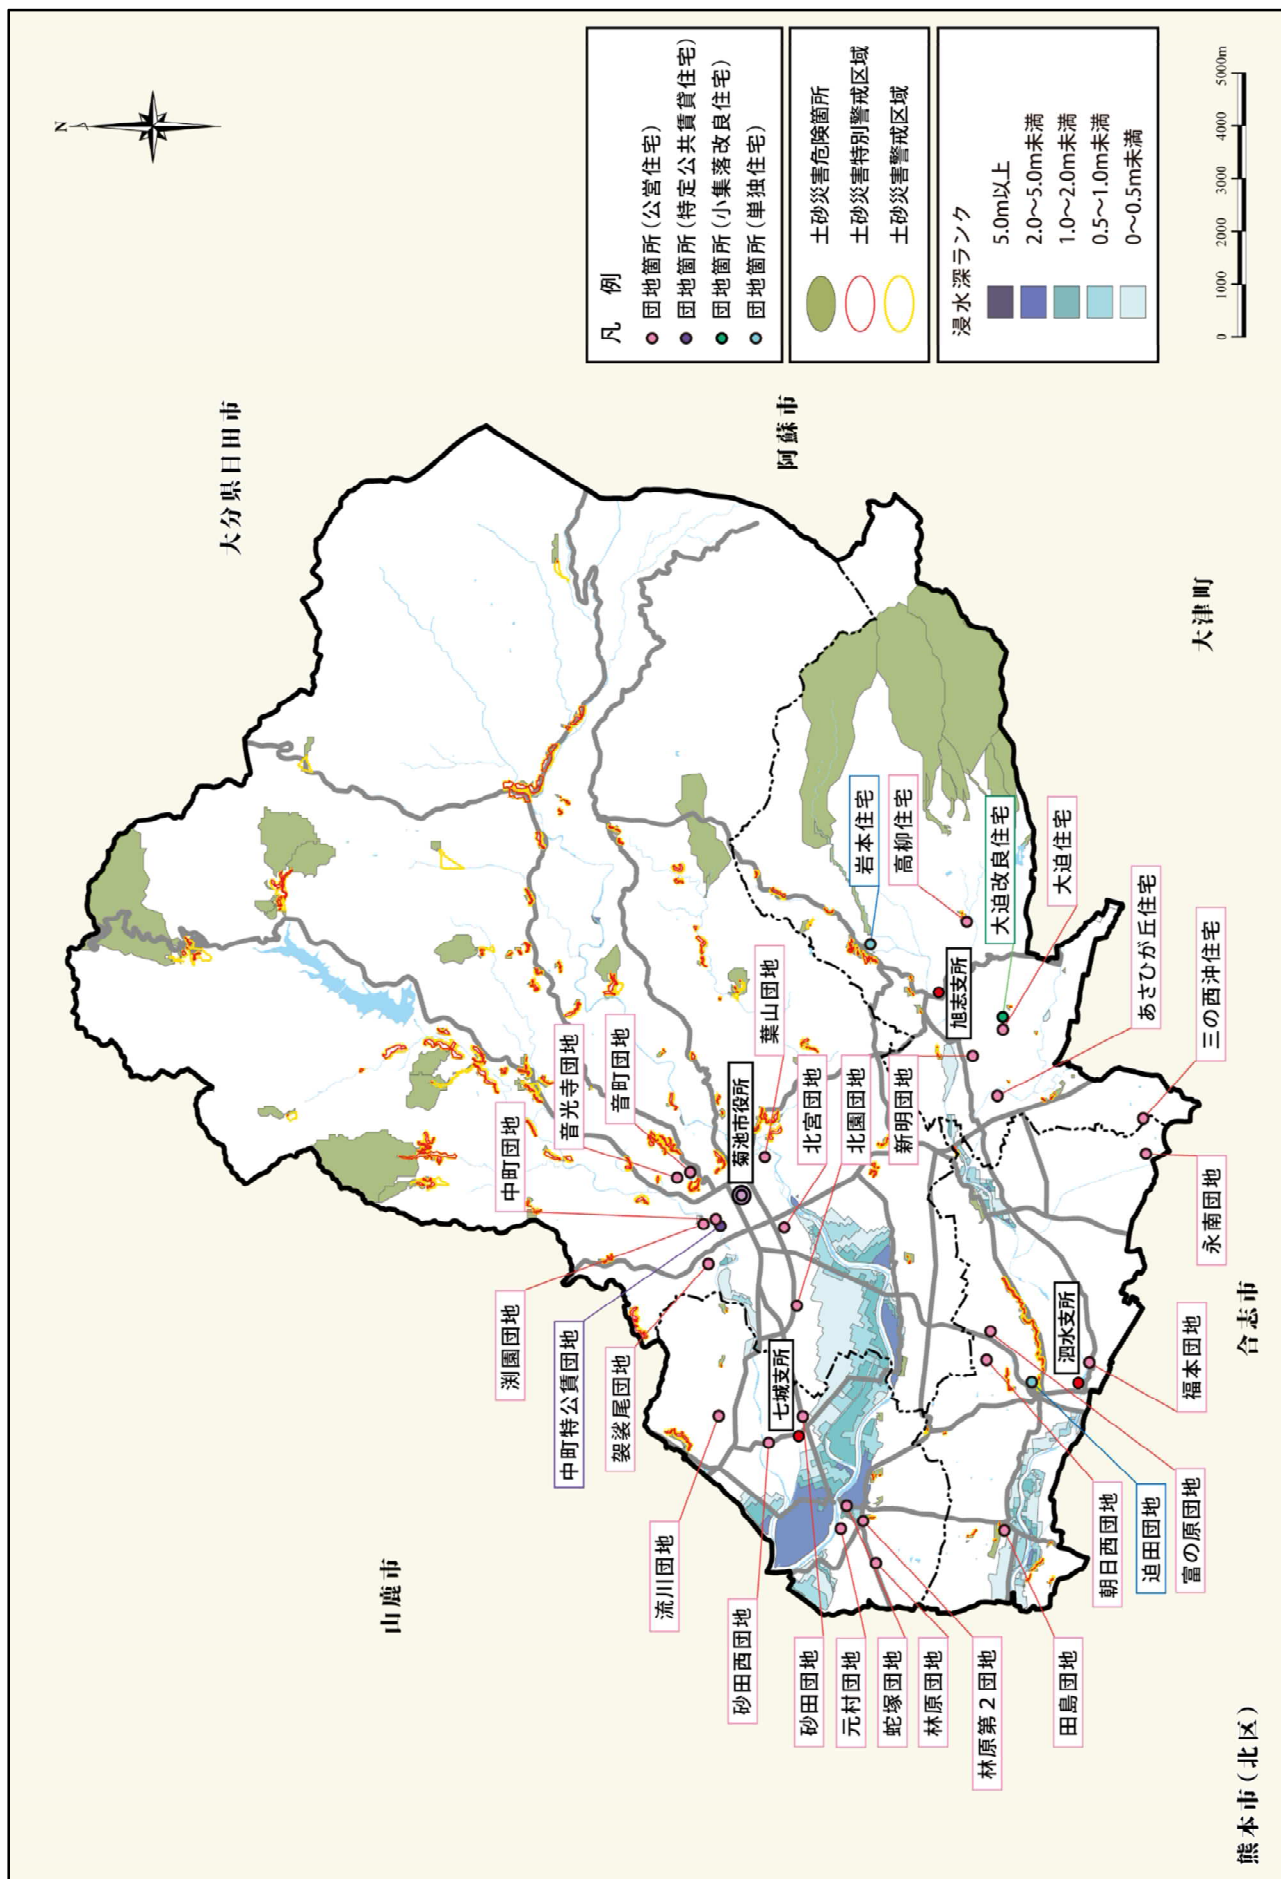 N
大分県日田市
阿蘇市
大津町
合志市
熊本市(北区)
山鹿市
凡 例
団地箇所(公営住宅)
団地箇所(特定公共賃貸住宅)
団地箇所(小集落改良住宅)
団地箇所(単独住宅)
土砂災害危険箇所
土砂災害特別警戒区域
土砂災害警戒区域
浸水深ランク
5.0m以上
2.0～5.0m未満
1.0～2.0m未満
0.5～1.0m未満
0～0.5m未満
0
1000
2000
3000
4000
5000m
中町団地
音光寺団地
音町団地
菊池市役所
葉山団地
北宮団地
北園団地
新明団地
岩本住宅
高柳住宅
旭志支所
大迫改良住宅
大迫住宅
あさひが丘住宅
三の西沖住宅
永南団地
渕園団地
中町特公賃団地
袈裟尾団地
七城支所
泗水支所
福本団地
流川団地
砂田西団地
砂田団地
元村団地
蛇塚団地
林原団地
林原第2団地
田島団地
朝日西団地
迫田団地
富の原団地